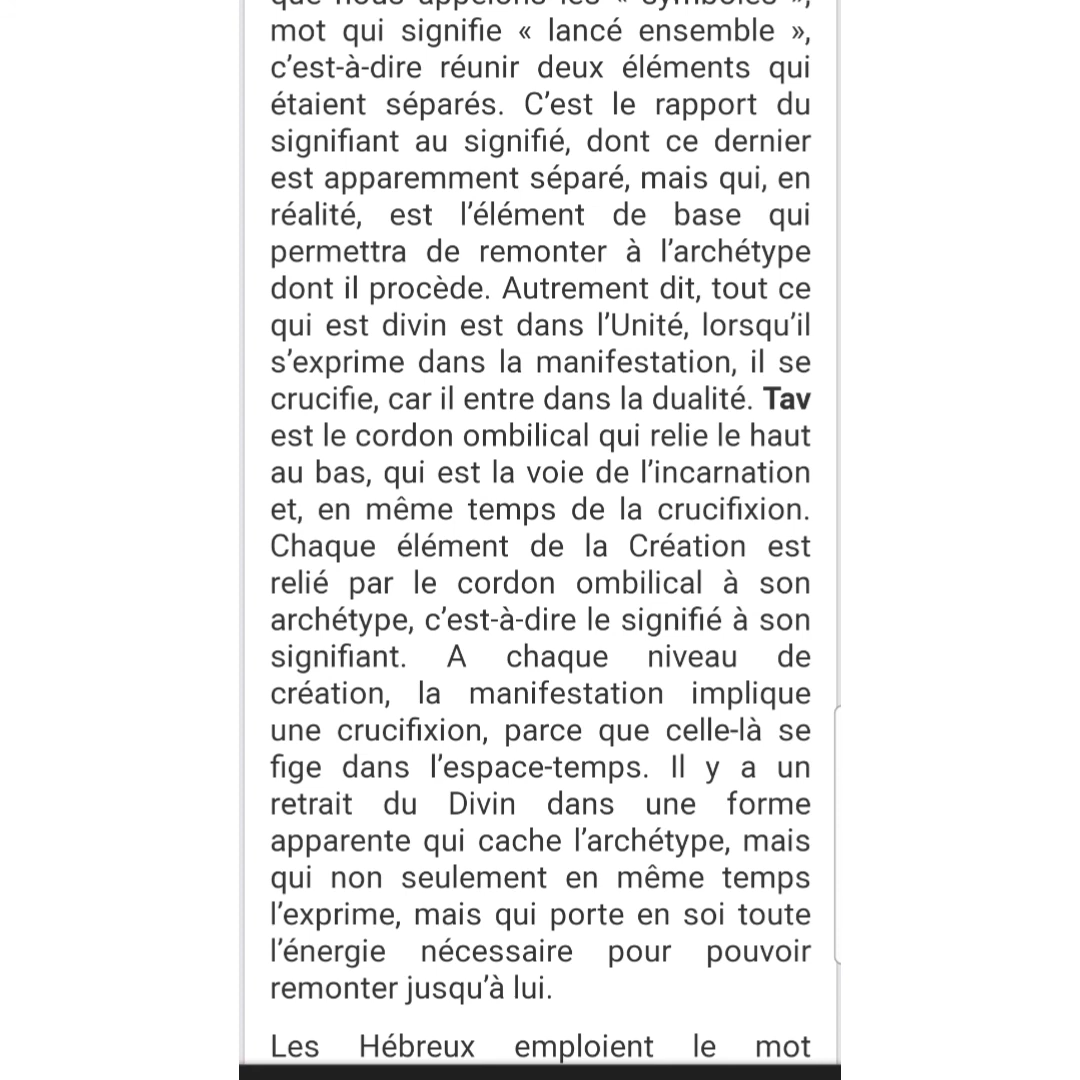 que nous appelons les « symboles »,
mot qui signifie « lancé ensemble »,
c’est-à-dire réunir deux éléments qui
étaient séparés. C’est le rapport du
signifiant au signifié, dont ce dernier
est apparemment séparé, mais qui, en
réalité, est l’élément de base qui
permettra de remonter à l’archétype
dont il procède. Autrement dit, tout ce
qui est divin est dans l’Unité, lorsqu’il
s’exprime dans la manifestation, il se
crucifie, car il entre dans la dualité. Tav
est le cordon ombilical qui relie le haut
au bas, qui est la voie de l’incarnation
et, en même temps de la crucifixion.
Chaque élément de la Création est
relié par le cordon ombilical à son
archétype, c’est-à-dire le signifié à son
signifiant. A chaque niveau de
création, la manifestation implique
une crucifixion, parce que celle-là se
fige dans l’espace-temps. Il y a un
retrait du Divin dans une forme
apparente qui cache l’archétype, mais
qui non seulement en même temps
l’exprime, mais qui porte en soi toute
l’énergie nécessaire pour pouvoir
remonter jusqu’à lui.
Les Hébreux emploient le mot